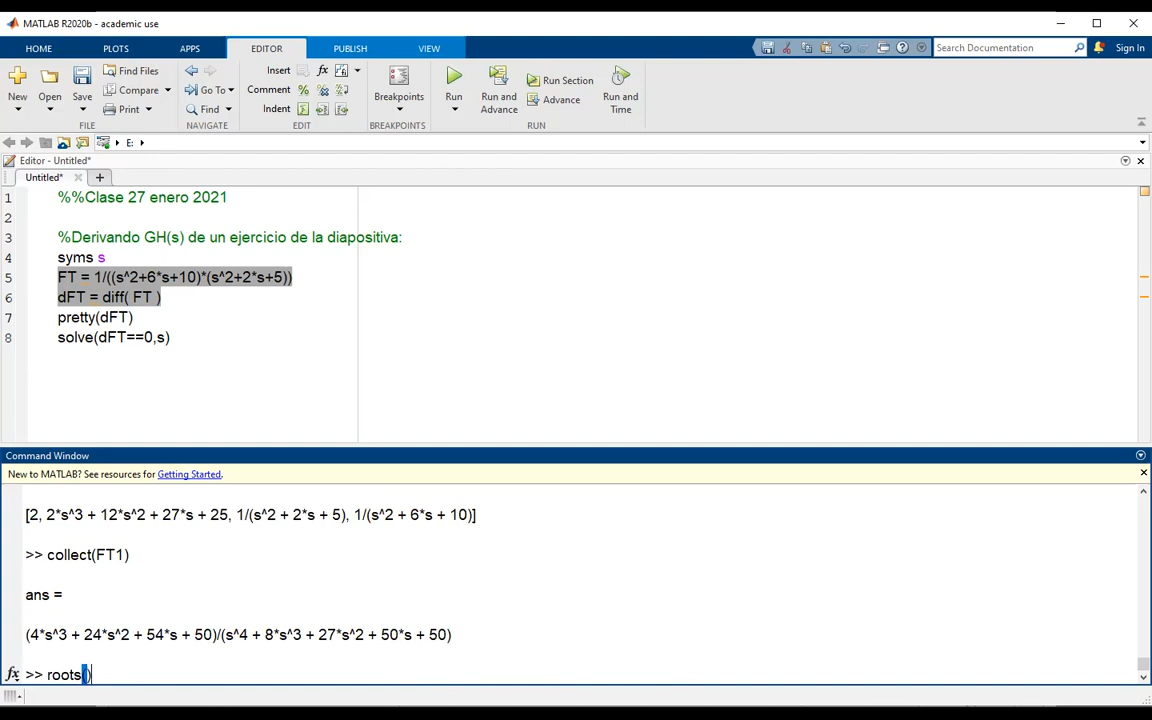 MATLAB R2020b - academic use
HOME PLOTS APPS EDITOR PUBLISH VIEW Search Documentation Sign In
New Open Save Find Files Compare Print Go To Find Insert fx Comment % Indent Breakpoints Run Run and Advance Run Section Advance Run and Time
FILE NAVIGATE EDIT BREAKPOINTS RUN
E:
Editor - Untitled*
Untitled*
1 %%Clase 27 enero 2021
2
3 %Derivando GH(s) de un ejercicio de la diapositiva:
4 syms s
5 FT = 1/((s^2+6*s+10)*(s^2+2*s+5))
6 dFT = diff( FT )
7 pretty(dFT)
8 solve(dFT==0,s)
Command Window
New to MATLAB? See resources for Getting Started.
[2, 2*s^3 + 12*s^2 + 27*s + 25, 1/(s^2 + 2*s + 5), 1/(s^2 + 6*s + 10)]
>> collect(FT1)
ans =
(4*s^3 + 24*s^2 + 54*s + 50)/(s^4 + 8*s^3 + 27*s^2 + 50*s + 50)
fx >> roots()